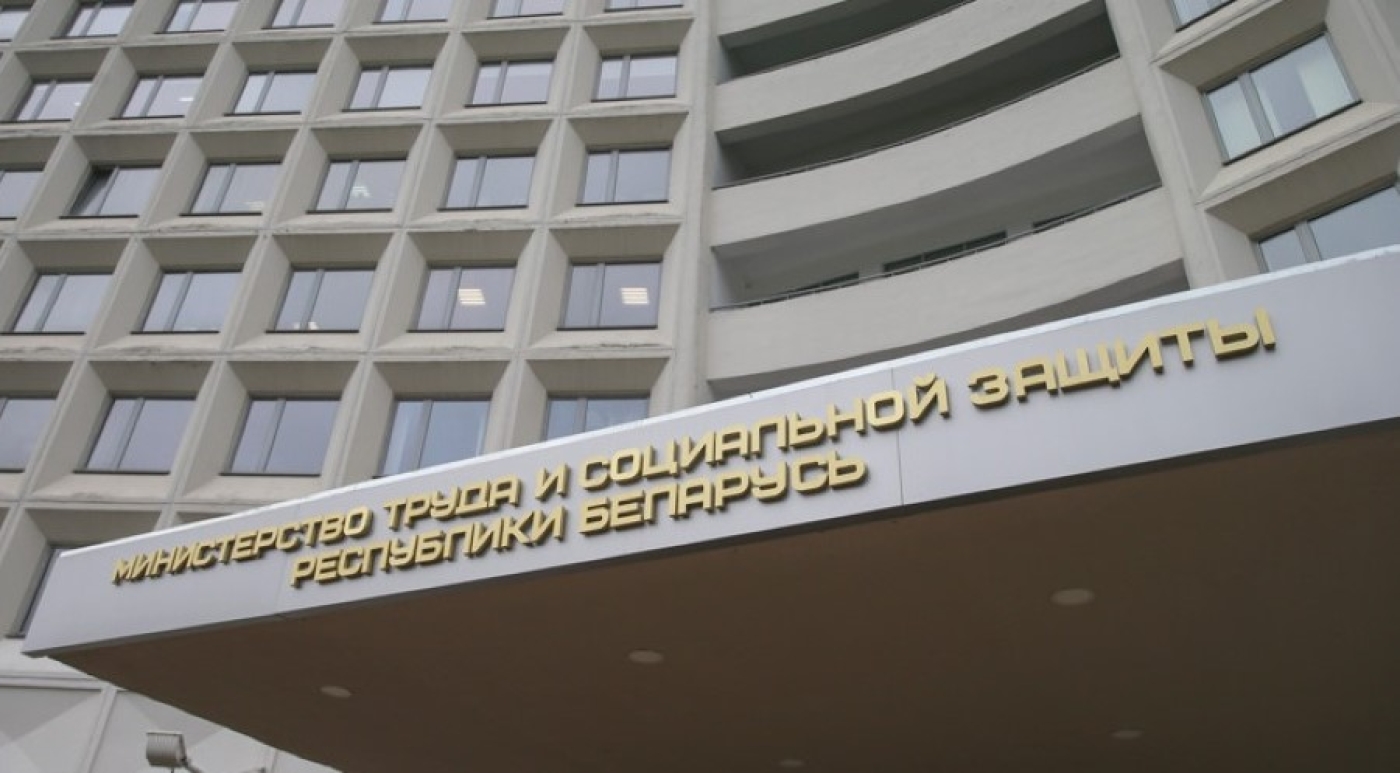 МИНИСТЕРСТВО ТРУДА И СОЦИАЛЬНОЙ ЗАЩИТЫ
РЕСПУБЛИКИ БЕЛАРУСЬ